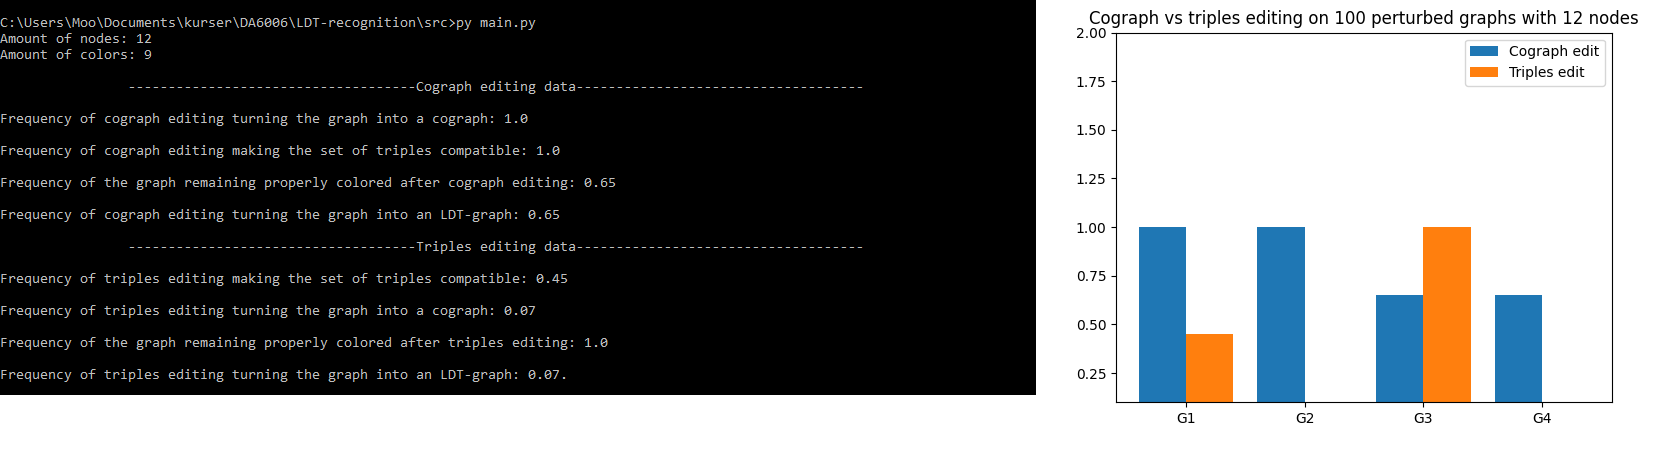 C:\Users\Moo\Documents\kurser\DA6006\LDT-recognition\src>py main.py
Amount of nodes: 12
Amount of colors: 9
------------------------------------Cograph editing data------------------------------------
Frequency of cograph editing turning the graph into a cograph: 1.0
Frequency of cograph editing making the set of triples compatible: 1.0
Frequency of the graph remaining properly colored after cograph editing: 0.65
Frequency of cograph editing turning the graph into an LDT-graph: 0.65
------------------------------------Triples editing data------------------------------------
Frequency of triples editing making the set of triples compatible: 0.45
Frequency of triples editing turning the graph into a cograph: 0.07
Frequency of the graph remaining properly colored after triples editing: 1.0
Frequency of triples editing turning the graph into an LDT-graph: 0.07.
Cograph vs triples editing on 100 perturbed graphs with 12 nodes
Cograph edit
Triples edit
2.00
1.75
1.50
1.25
1.00
0.75
0.50
0.25
G1 G2 G3 G4